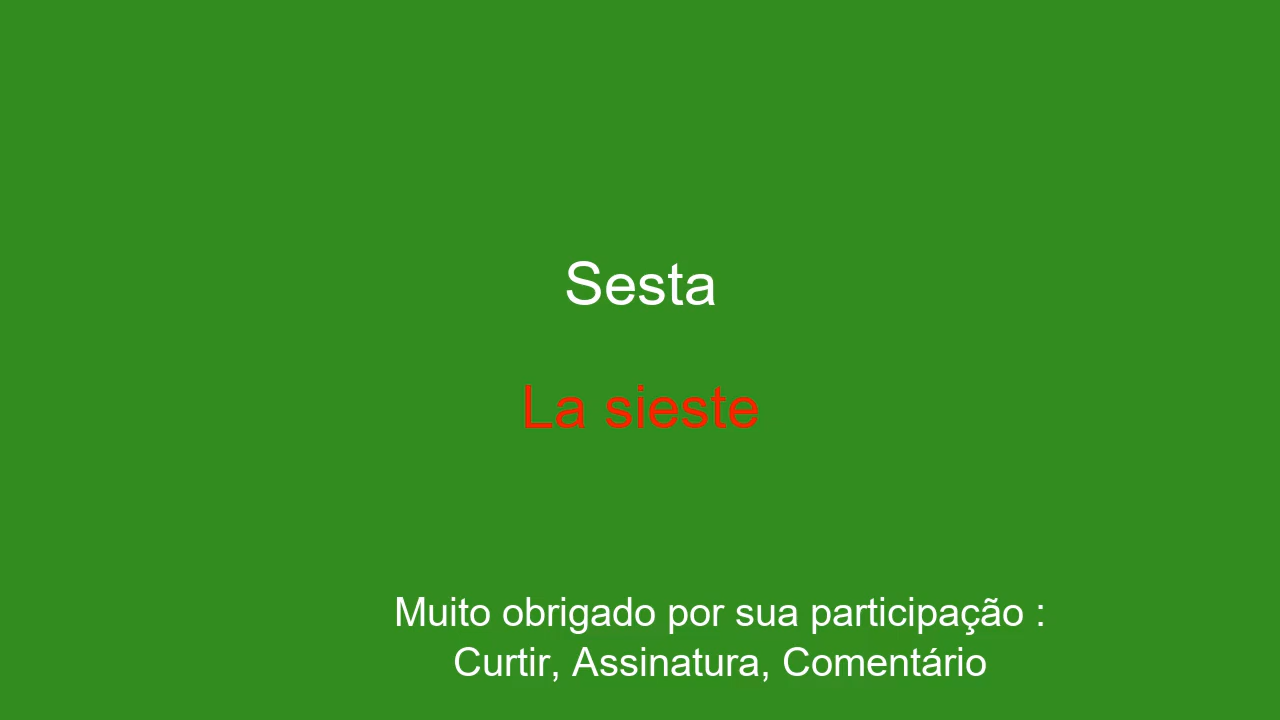 Sesta
La sieste
Muito obrigado por sua participação :
Curtir, Assinatura, Comentário